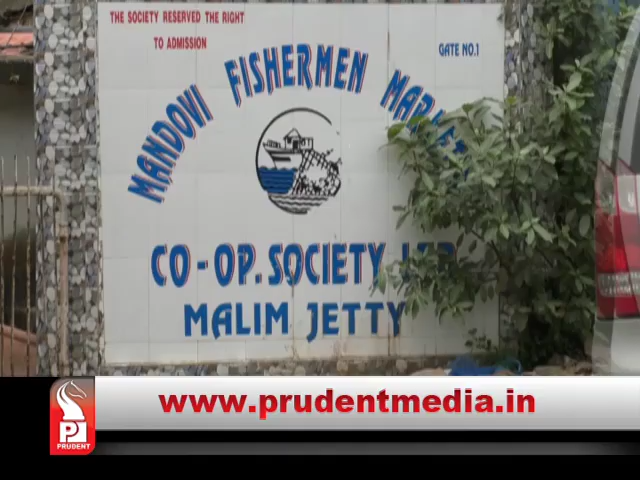 THE SOCIETY RESERVED THE RIGHT
TO ADMISSION
GATE NO.1
MANDOVI FISHERMEN
CO-OP. SOCIETY
MALIM JETTY
www.prudentmedia.in
P
PRUDENT